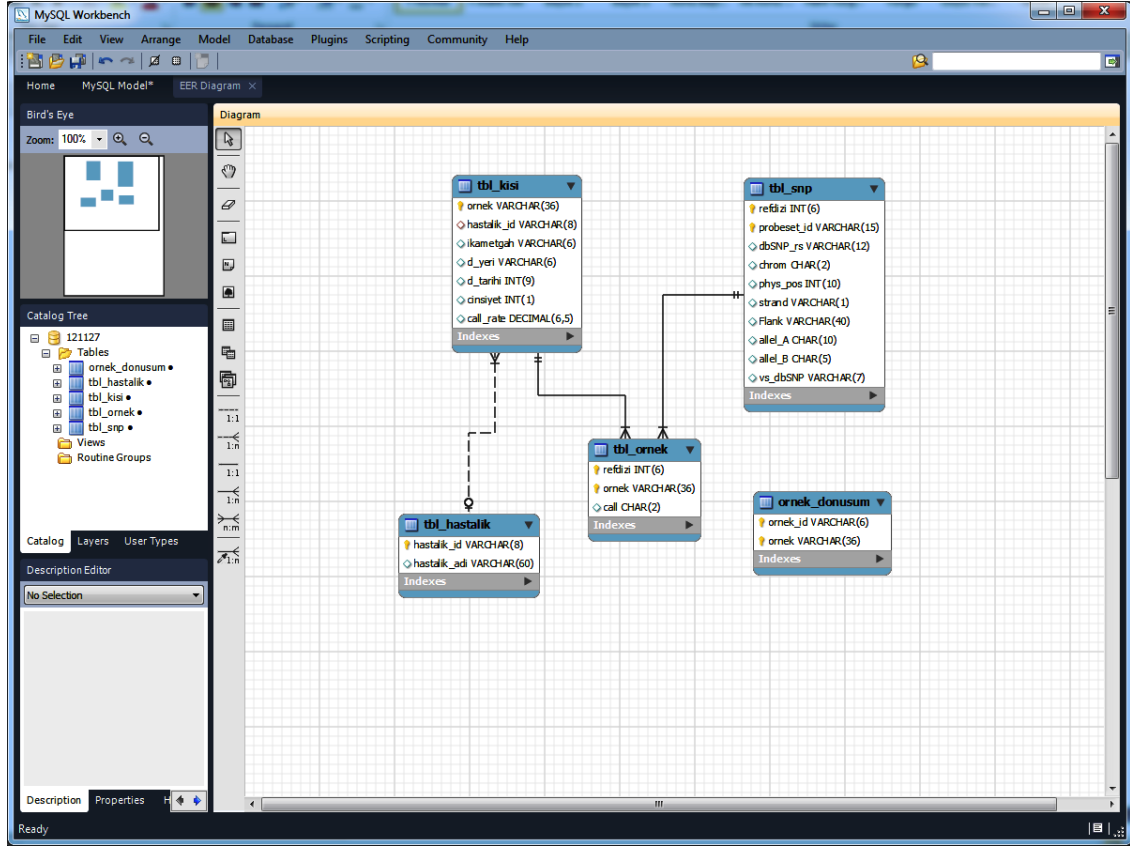 MySQL Workbench
File Edit View Arrange Model Database Plugins Scripting Community Help
Home MySQL Model* EER Diagram
Bird's Eye
Zoom: 100%
Catalog Tree
121127
Tables
ornek_donusum
tbl_hastalik
tbl_kisi
tbl_ornek
tbl_snp
Views
Routine Groups
Catalog Layers User Types
Description Editor
No Selection
Description Properties H
Ready
Diagram
1:1
1:n
1:1
1:n
n:m
1:n
tbl_kisi
ornek VARCHAR(36)
hastalik_id VARCHAR(8)
ikametgah VARCHAR(6)
d_yeri VARCHAR(6)
d_tarihi INT(9)
cinsiyet INT(1)
call_rate DECIMAL(6,5)
Indexes
tbl_snp
refdizi INT(6)
probeset_id VARCHAR(15)
dbSNP_rs VARCHAR(12)
chrom CHAR(2)
phys_pos INT(10)
strand VARCHAR(1)
Flank VARCHAR(40)
allel_A CHAR(10)
allel_B CHAR(5)
vs_dbSNP VARCHAR(7)
Indexes
tbl_ornek
refdizi INT(6)
ornek VARCHAR(36)
call CHAR(2)
Indexes
tbl_hastalik
hastalik_id VARCHAR(8)
hastalik_adi VARCHAR(60)
Indexes
ornek_donusum
ornek_id VARCHAR(6)
ornek VARCHAR(36)
Indexes